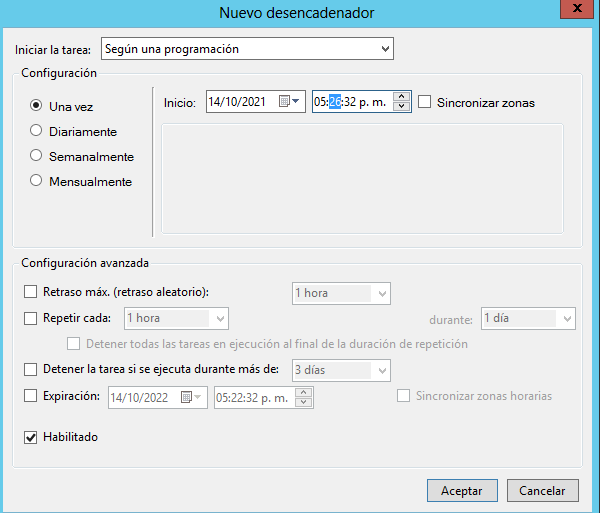 Nuevo desencadenador
x
Iniciar la tarea: Según una programación
Configuración
Una vez
Inicio: 14/10/2021 05:26:32 p. m. Sincronizar zonas
Diariamente
Semanalmente
Mensualmente
Configuración avanzada
Retraso máx. (retraso aleatorio): 1 hora
Repetir cada: 1 hora durante: 1 día
Detener todas las tareas en ejecución al final de la duración de repetición
Detener la tarea si se ejecuta durante más de: 3 días
Expiración: 14/10/2022 05:22:32 p. m. Sincronizar zonas horarias
Habilitado
Aceptar Cancelar